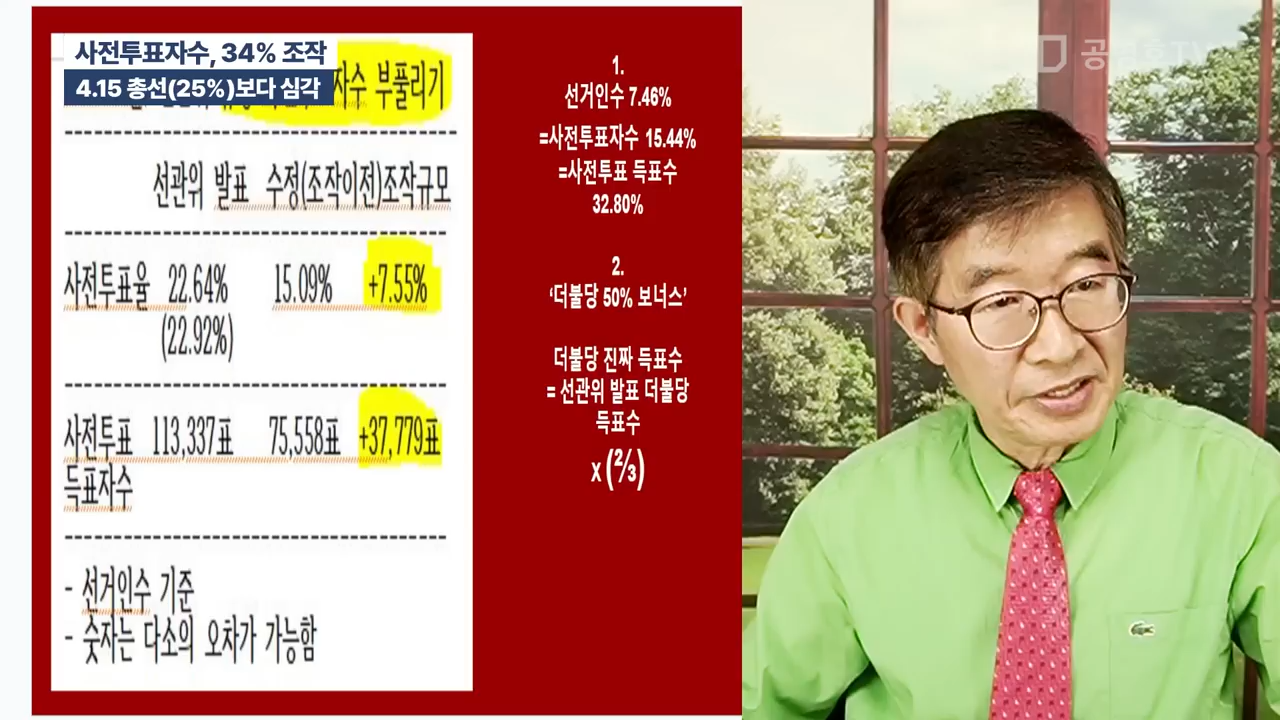 사전투표자수, 34% 조작
4.15 총선(25%)보다 심각
수 부풀리기
선관위 발표 수정(조작이전)조작규모
사전투표율 22.64% 15.09% +7.55%
(22.92%)
사전투표 113,337표 75,558표 +37,779표
득표자수
- 선거인수 기준
- 숫자는 다소의 오차가 가능함
1.
선거인수 7.46%
=사전투표자수 15.44%
=사전투표 득표수
32.80%
2.
‘더불당 50% 보너스’
더불당 진짜 득표수
= 선관위 발표 더불당
득표수
x (⅔)
공병호TV